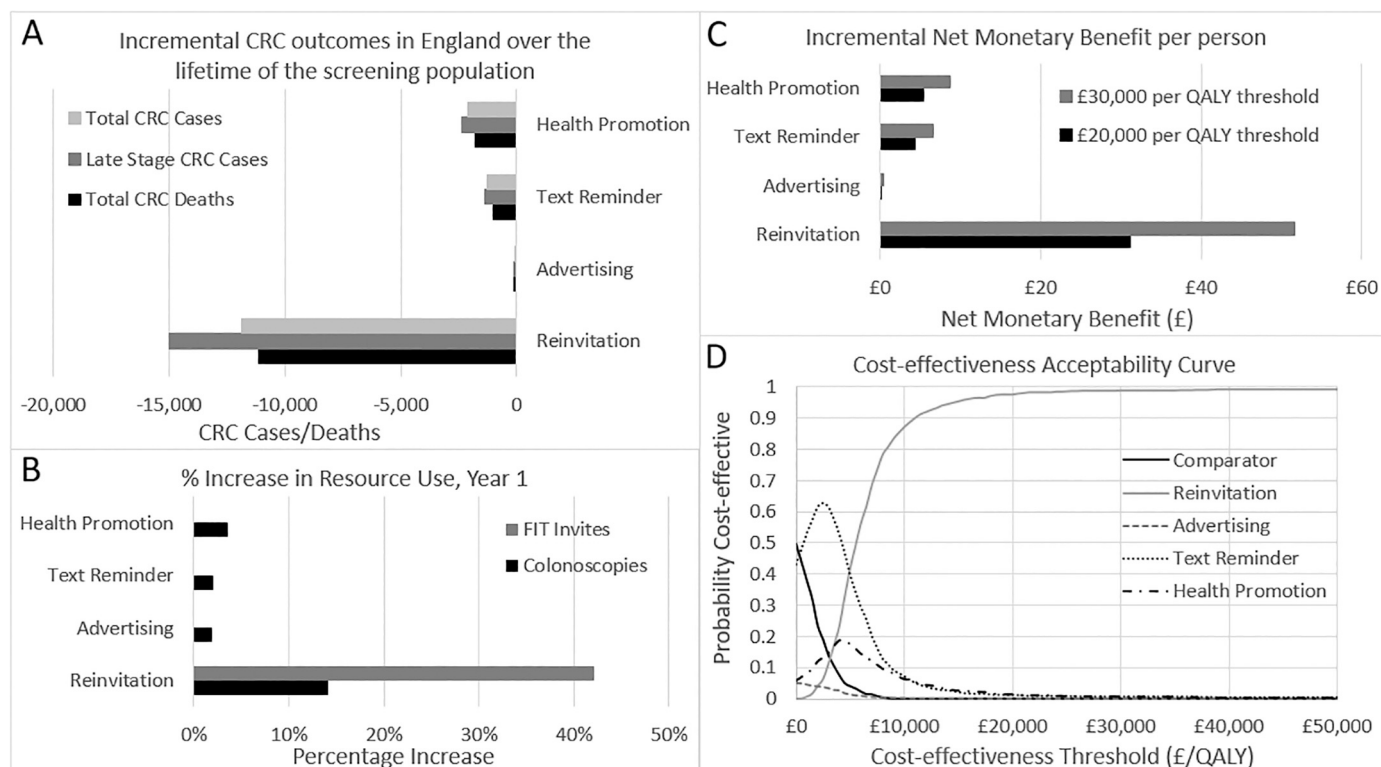 A
Incremental CRC outcomes in England over the
lifetime of the screening population
Total CRC Cases
Late Stage CRC Cases
Total CRC Deaths
Health Promotion
Text Reminder
Advertising
Reinvitation
-20,000 -15,000 -10,000 -5,000 0
CRC Cases/Deaths
B
% Increase in Resource Use, Year 1
Health Promotion
Text Reminder
Advertising
Reinvitation
FIT Invites
Colonoscopies
0% 10% 20% 30% 40% 50%
Percentage Increase
C
Incremental Net Monetary Benefit per person
Health Promotion
Text Reminder
Advertising
Reinvitation
£30,000 per QALY threshold
£20,000 per QALY threshold
£0 £20 £40 £60
Net Monetary Benefit (£)
D
Cost-effectiveness Acceptability Curve
Probability Cost-effective
1
0.9
0.8
0.7
0.6
0.5
0.4
0.3
0.2
0.1
0
Comparator
Reinvitation
Advertising
Text Reminder
Health Promotion
£0 £10,000 £20,000 £30,000 £40,000 £50,000
Cost-effectiveness Threshold (£/QALY)